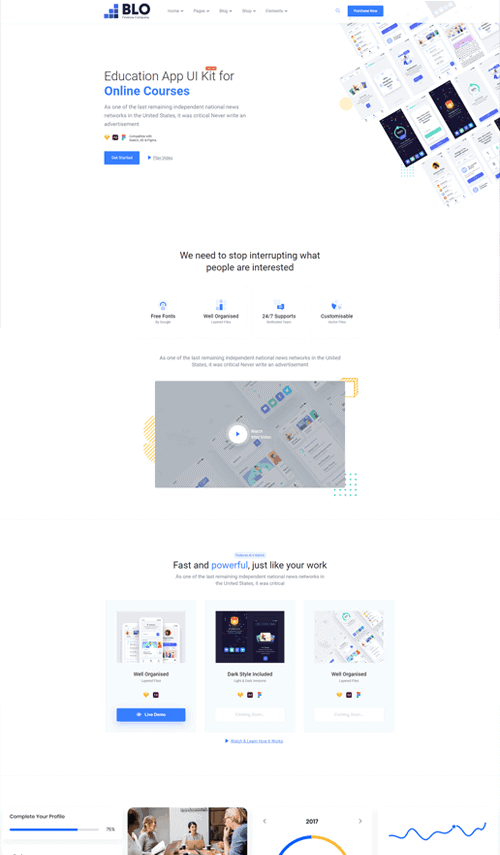 BLO
Home
Pages
Blog
Shop
Elements
Purchase Now
Education App UI Kit for
Online Courses
As one of the last remaining independent national news
networks in the United States, it was critical Never write an
advertisement
Compatible with
Sketch, XD & Figma
Get Started
Play Video
We need to stop interrupting what
people are interested
Free Fonts
By Google
Well Organised
Layered Files
24/7 Supports
Dedicated Team
Customisable
Vector Files
As one of the last remaining independent national news networks in the United
States, it was critical Never write an advertisement
Watch
Fast and powerful, just like your work
As one of the last remaining independent national news networks in
the United States, it was critical
Well Organised
Layered Files
Live Demo
Dark Style Included
Light & Dark Versions
Coming Soon..
Well Organised
Layered Files
Coming Soon..
Watch & Learn How it Works
Complete Your Profile
75%
2017